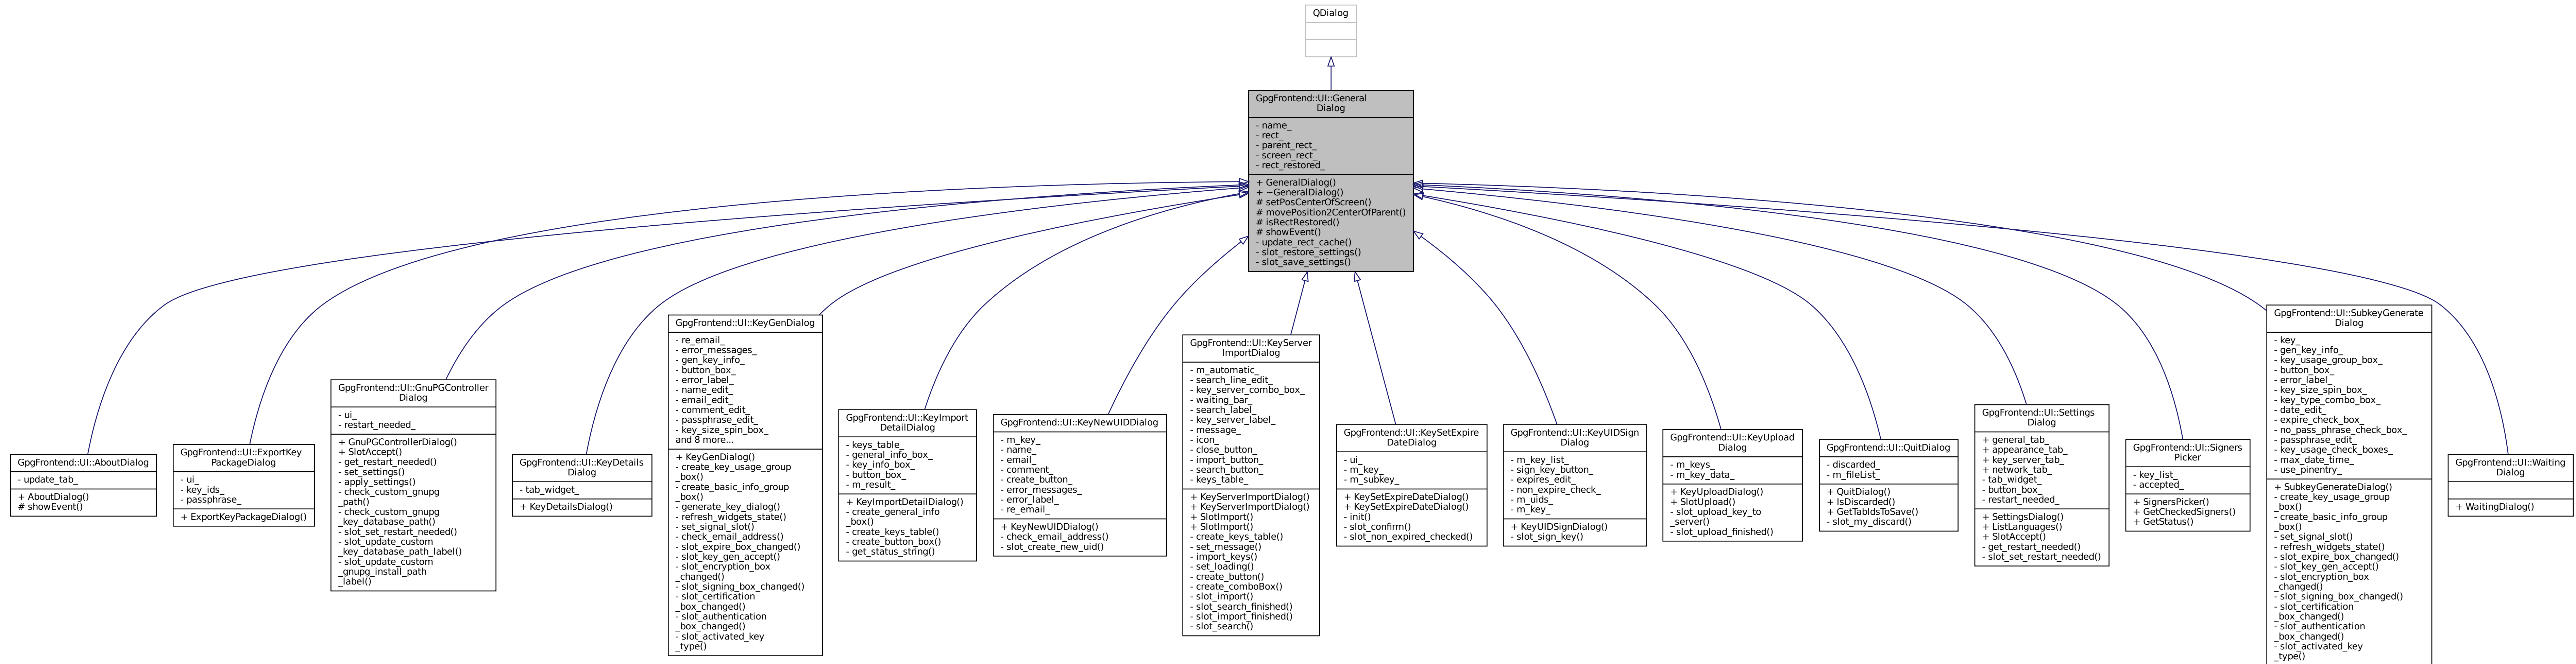 QDialog
GpgFrontend::UI::General
Dialog
- name_
- rect_
- parent_rect_
- screen_rect_
- rect_restored_
+ GeneralDialog()
+ ~GeneralDialog()
# setPosCenterOfScreen()
# movePosition2CenterOfParent()
# isRectRestored()
# showEvent()
- update_rect_cache()
- slot_restore_settings()
- slot_save_settings()
GpgFrontend::UI::AboutDialog
- update_tab_
+ AboutDialog()
# showEvent()
GpgFrontend::UI::ExportKey
PackageDialog
- ui_
- key_ids_
- passphrase_
+ ExportKeyPackageDialog()
GpgFrontend::UI::GnuPGController
Dialog
- ui_
- restart_needed_
+ GnuPGControllerDialog()
+ SlotAccept()
- get_restart_needed()
- set_settings()
- apply_settings()
- check_custom_gnupg
_path()
- check_custom_gnupg
_key_database_path()
- slot_set_restart_needed()
- slot_update_custom
_key_database_path_label()
- slot_update_custom
_gnupg_install_path
_label()
GpgFrontend::UI::KeyDetails
Dialog
- tab_widget_
+ KeyDetailsDialog()
GpgFrontend::UI::KeyGenDialog
- re_email_
- error_messages_
- gen_key_info_
- button_box_
- error_label_
- name_edit_
- email_edit_
- comment_edit_
- passphrase_edit_
- key_size_spin_box_
and 8 more...
+ KeyGenDialog()
- create_key_usage_group
_box()
- create_basic_info_group
_box()
- generate_key_dialog()
- refresh_widgets_state()
- set_signal_slot()
- check_email_address()
- slot_expire_box_changed()
- slot_key_gen_accept()
- slot_encryption_box
_changed()
- slot_signing_box_changed()
- slot_certification
_box_changed()
- slot_authentication
_box_changed()
- slot_activated_key
_type()
GpgFrontend::UI::KeyImport
DetailDialog
- keys_table_
- general_info_box_
- key_info_box_
- button_box_
- m_result_
+ KeyImportDetailDialog()
- create_general_info
_box()
- create_keys_table()
- create_button_box()
- get_status_string()
GpgFrontend::UI::KeyNewUIDDialog
- m_key_
- name_
- email_
- comment_
- create_button_
- error_messages_
- error_label_
- re_email_
+ KeyNewUIDDialog()
- check_email_address()
- slot_create_new_uid()
GpgFrontend::UI::KeyServer
ImportDialog
- m_automatic_
- search_line_edit_
- key_server_combo_box_
- waiting_bar_
- search_label_
- key_server_label_
- message_
- icon_
- close_button_
- import_button_
- search_button_
- keys_table_
+ KeyServerImportDialog()
+ KeyServerImportDialog()
+ SlotImport()
+ SlotImport()
- create_keys_table()
- set_message()
- import_keys()
- set_loading()
- create_button()
- create_comboBox()
- slot_import()
- slot_search_finished()
- slot_import_finished()
- slot_search()
GpgFrontend::UI::KeySetExpire
DateDialog
- ui_
- m_key_
- m_subkey_
+ KeySetExpireDateDialog()
+ KeySetExpireDateDialog()
- init()
- slot_confirm()
- slot_non_expired_checked()
GpgFrontend::UI::KeyUIDSign
Dialog
- m_key_list_
- sign_key_button_
- expires_edit_
- non_expire_check_
- m_uids_
- m_key_
+ KeyUIDSignDialog()
- slot_sign_key()
GpgFrontend::UI::KeyUpload
Dialog
- m_keys_
- m_key_data_
+ KeyUploadDialog()
+ SlotUpload()
- slot_upload_key_to
_server()
- slot_upload_finished()
GpgFrontend::UI::QuitDialog
- discarded_
- m_fileList_
+ QuitDialog()
+ IsDiscarded()
+ GetTabIdsToSave()
- slot_my_discard()
GpgFrontend::UI::Settings
Dialog
+ general_tab_
+ appearance_tab_
+ key_server_tab_
+ network_tab_
- tab_widget_
- button_box_
- restart_needed_
+ SettingsDialog()
+ ListLanguages()
+ SlotAccept()
- get_restart_needed()
- slot_set_restart_needed()
GpgFrontend::UI::Signers
Picker
- key_list_
- accepted_
+ SignersPicker()
+ GetCheckedSigners()
+ GetStatus()
GpgFrontend::UI::SubkeyGenerate
Dialog
- key_
- gen_key_info_
- key_usage_group_box_
- button_box_
- error_label_
- key_size_spin_box_
- key_type_combo_box_
- date_edit_
- expire_check_box_
- no_pass_phrase_check_box_
- passphrase_edit_
- key_usage_check_boxes_
- max_date_time_
- use_pinentry_
+ SubkeyGenerateDialog()
- create_key_usage_group
_box()
- create_basic_info_group
_box()
- set_signal_slot()
- refresh_widgets_state()
- slot_expire_box_changed()
- slot_key_gen_accept()
- slot_encryption_box
_changed()
- slot_signing_box_changed()
- slot_certification
_box_changed()
- slot_authentication
_box_changed()
- slot_activated_key
_type()
GpgFrontend::UI::Waiting
Dialog
+ WaitingDialog()